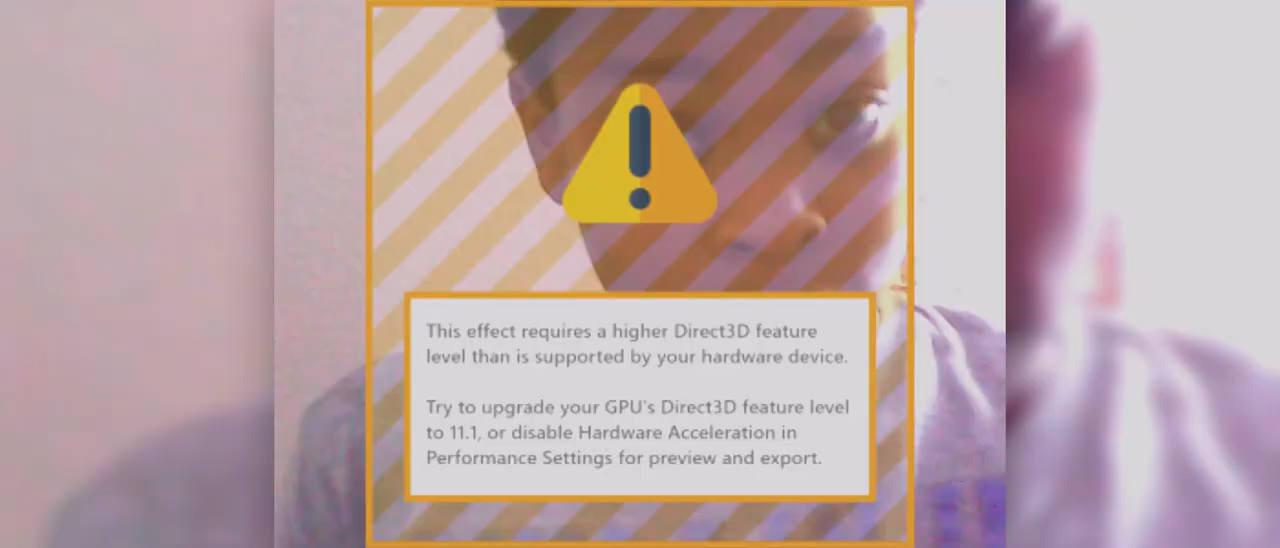 This effect requires a higher Direct3D feature
level than is supported by your hardware device.
Try to upgrade your GPU's Direct3D feature level
to 11.1, or disable Hardware Acceleration in
Performance Settings for preview and export.